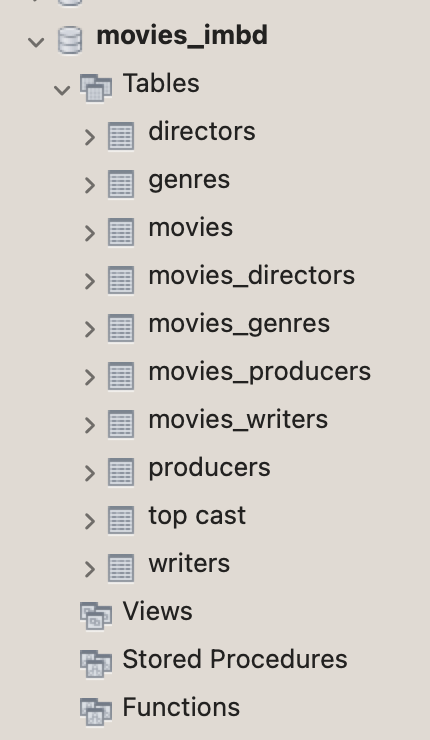 movies_imbd
Tables
directors
genres
movies
movies_directors
movies_genres
movies_producers
movies_writers
producers
top cast
writers
Views
Stored Procedures
Functions